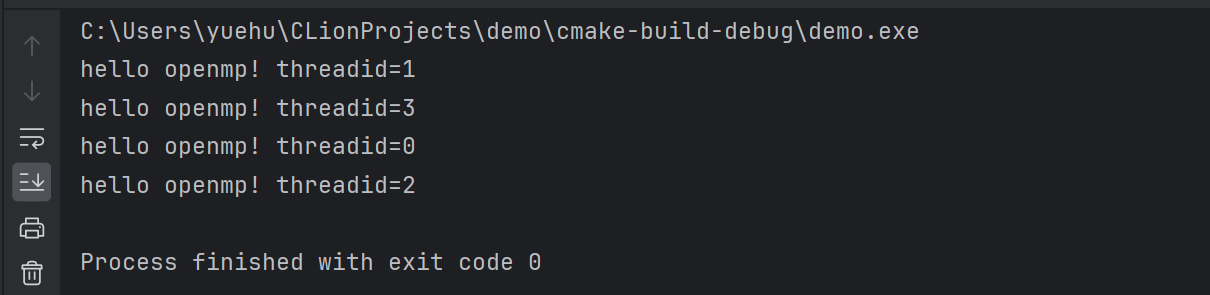 C:\Users\yuehu\CLionProjects\demo\cmake-build-debug\demo.exe
hello openmp! threadid=1
hello openmp! threadid=3
hello openmp! threadid=0
hello openmp! threadid=2
Process finished with exit code 0